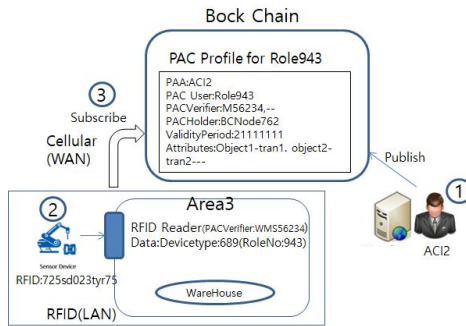 Bock Chain
PAC Profile for Role943
PAA:ACI2
PAC User:Role943
PACVerifier:M56234,--
PACHolder:BCNode762
ValidityPeriod:21111111
Attributes:Object1-tran1. object2-
tran2---
3
Subscribe
Cellular
(WAN)
Publish
1
ACI2
Area3
2
RFID Reader(PACVerifier:WMS56234)
Data:Devicetype:689(RoleNo:943)
Sensor Device
RFID:725sd023tyr75
WareHouse
RFID(LAN)